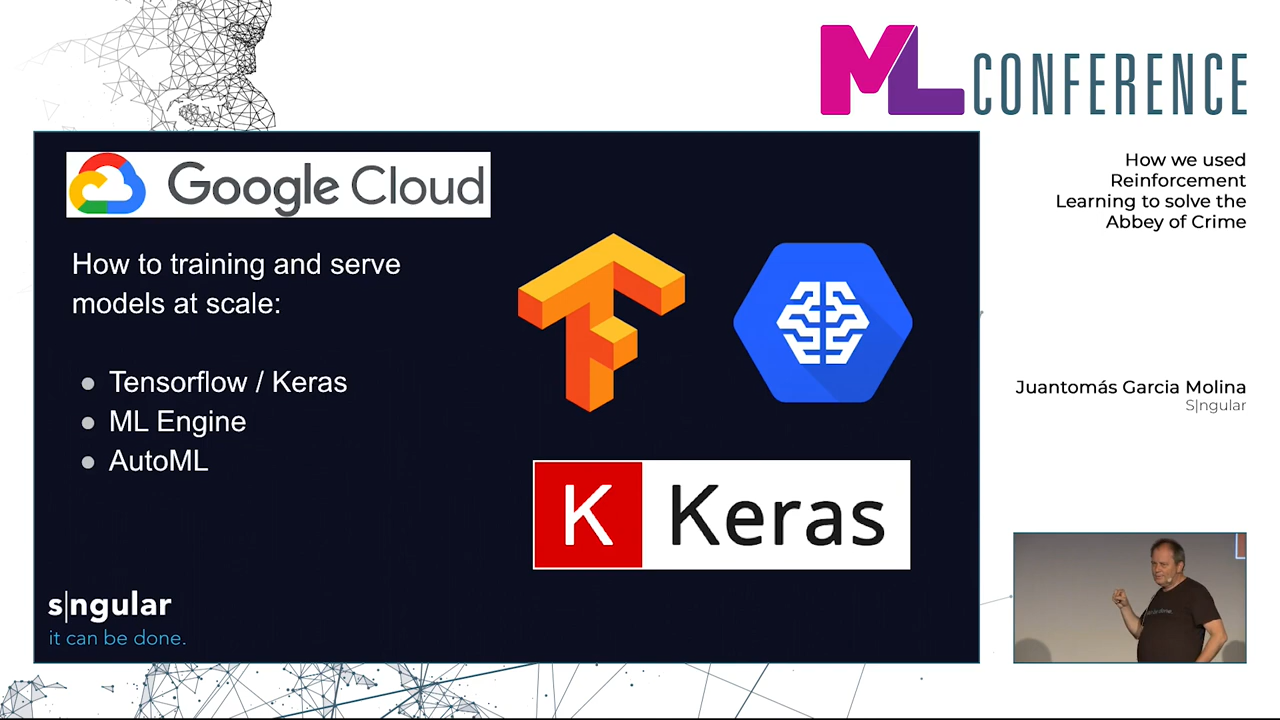 ML CONFERENCE
How we used
Reinforcement
Learning to solve the
Abbey of Crime
Google Cloud
How to training and serve
models at scale:
● Tensorflow / Keras
● ML Engine
● AutoML
K Keras
s|ngular
it can be done.
Juantomás Garcia Molina
S|ngular